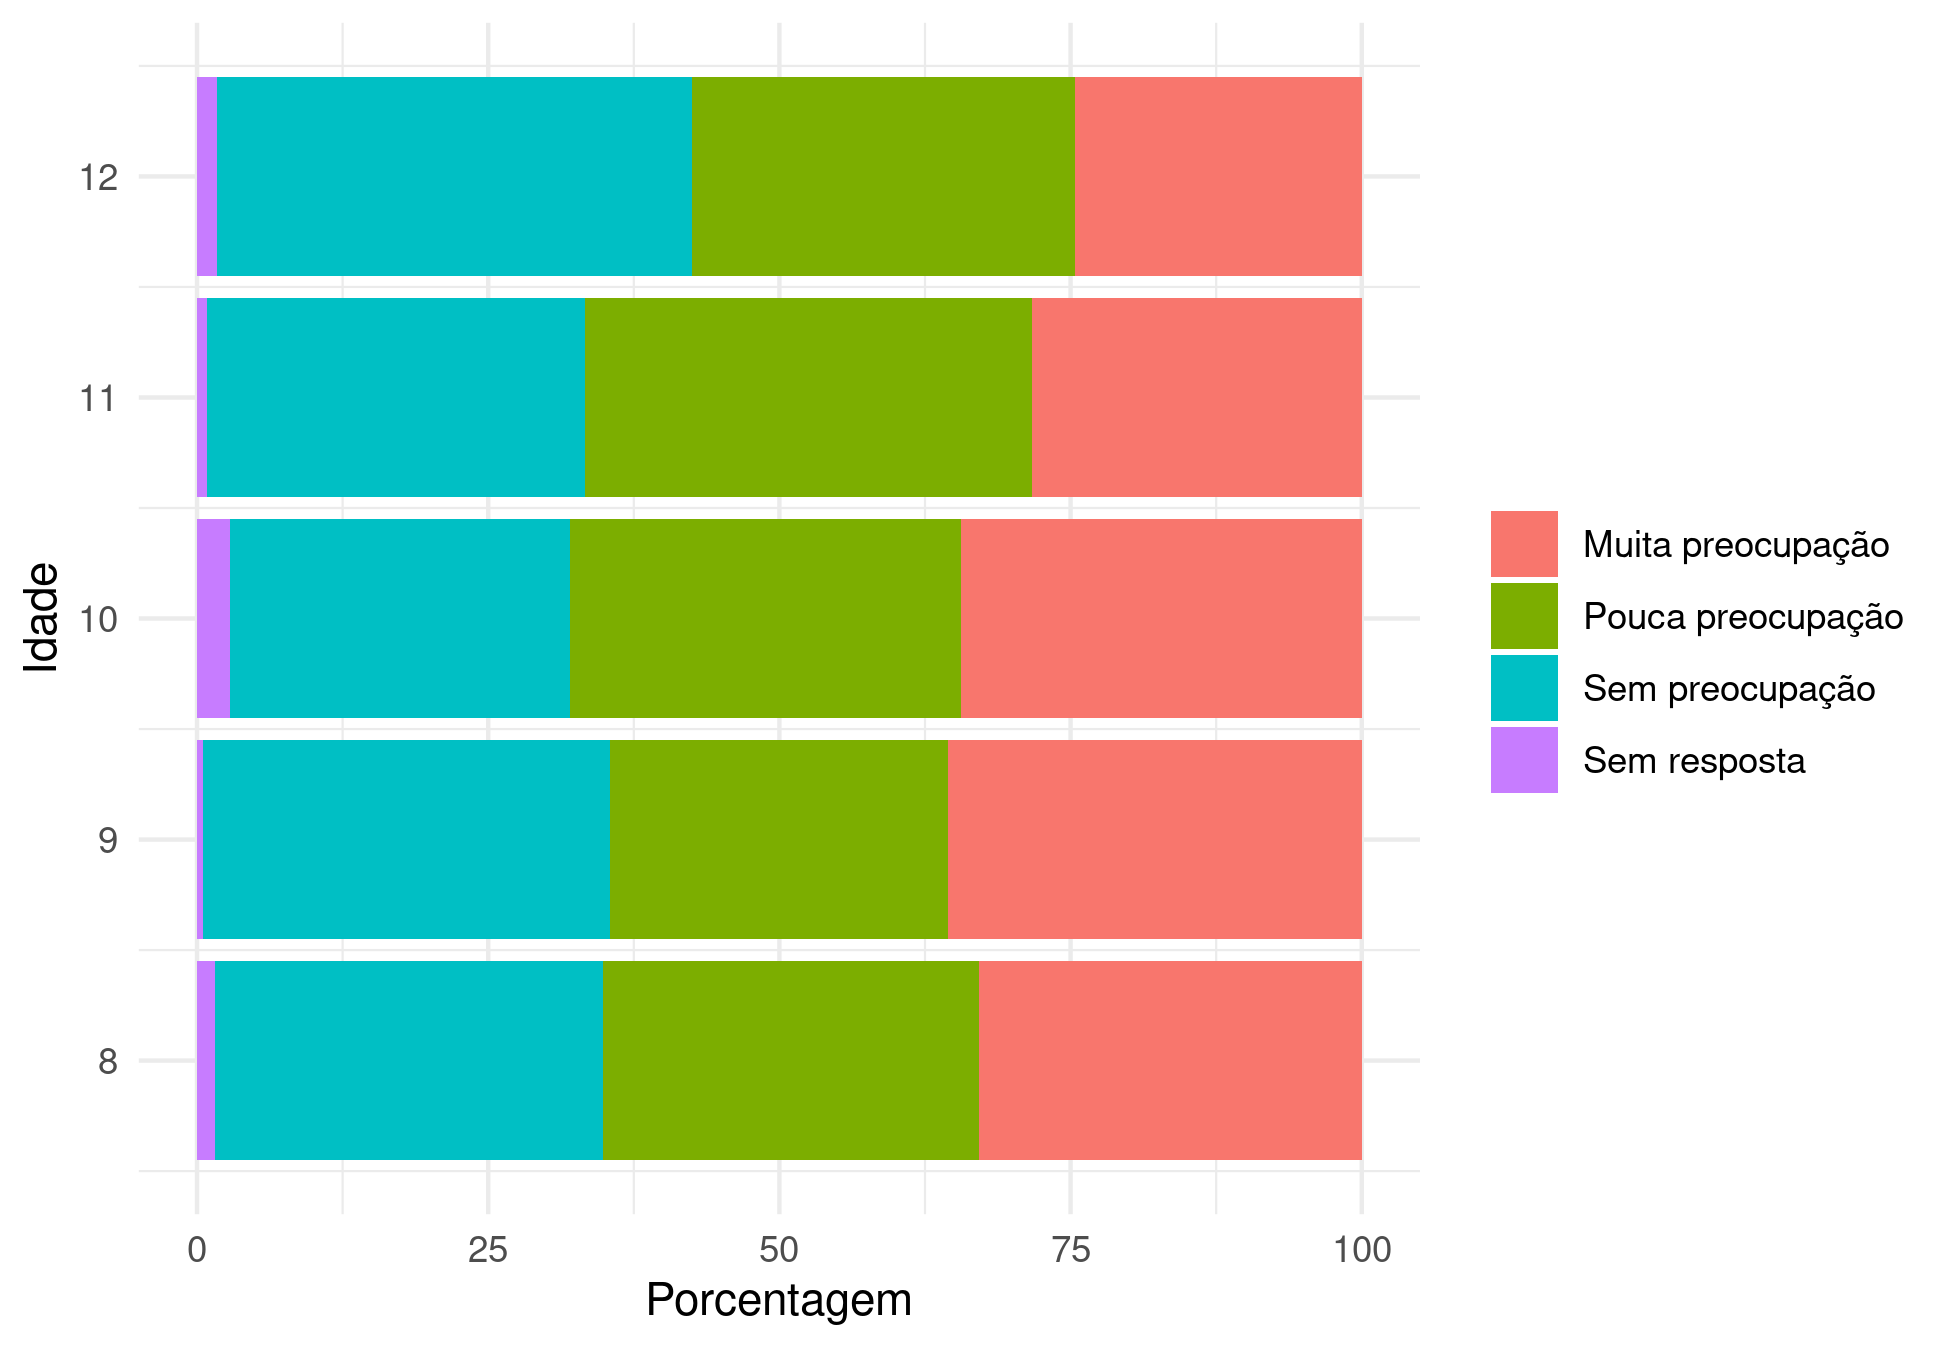 12
11
10
9
8
Idade
0
25
50
75
100
Porcentagem
Muita preocupação
Pouca preocupação
Sem preocupação
Sem resposta